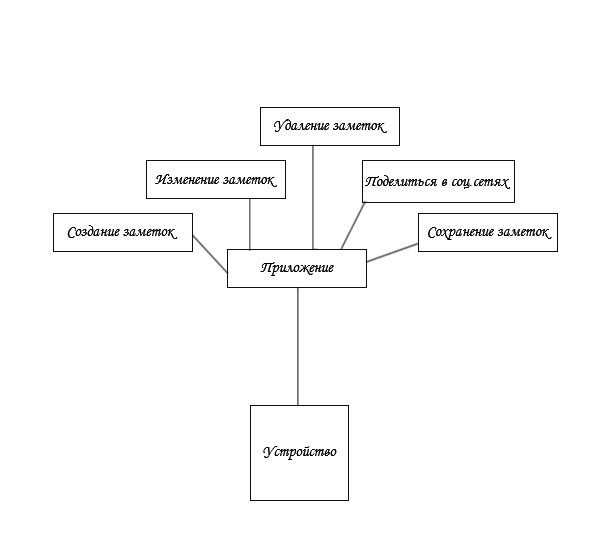 Удаление заметок
Изменение заметок
Поделиться в соц.сетях
Создание заметок
Сохранение заметок
Приложение
Устройство